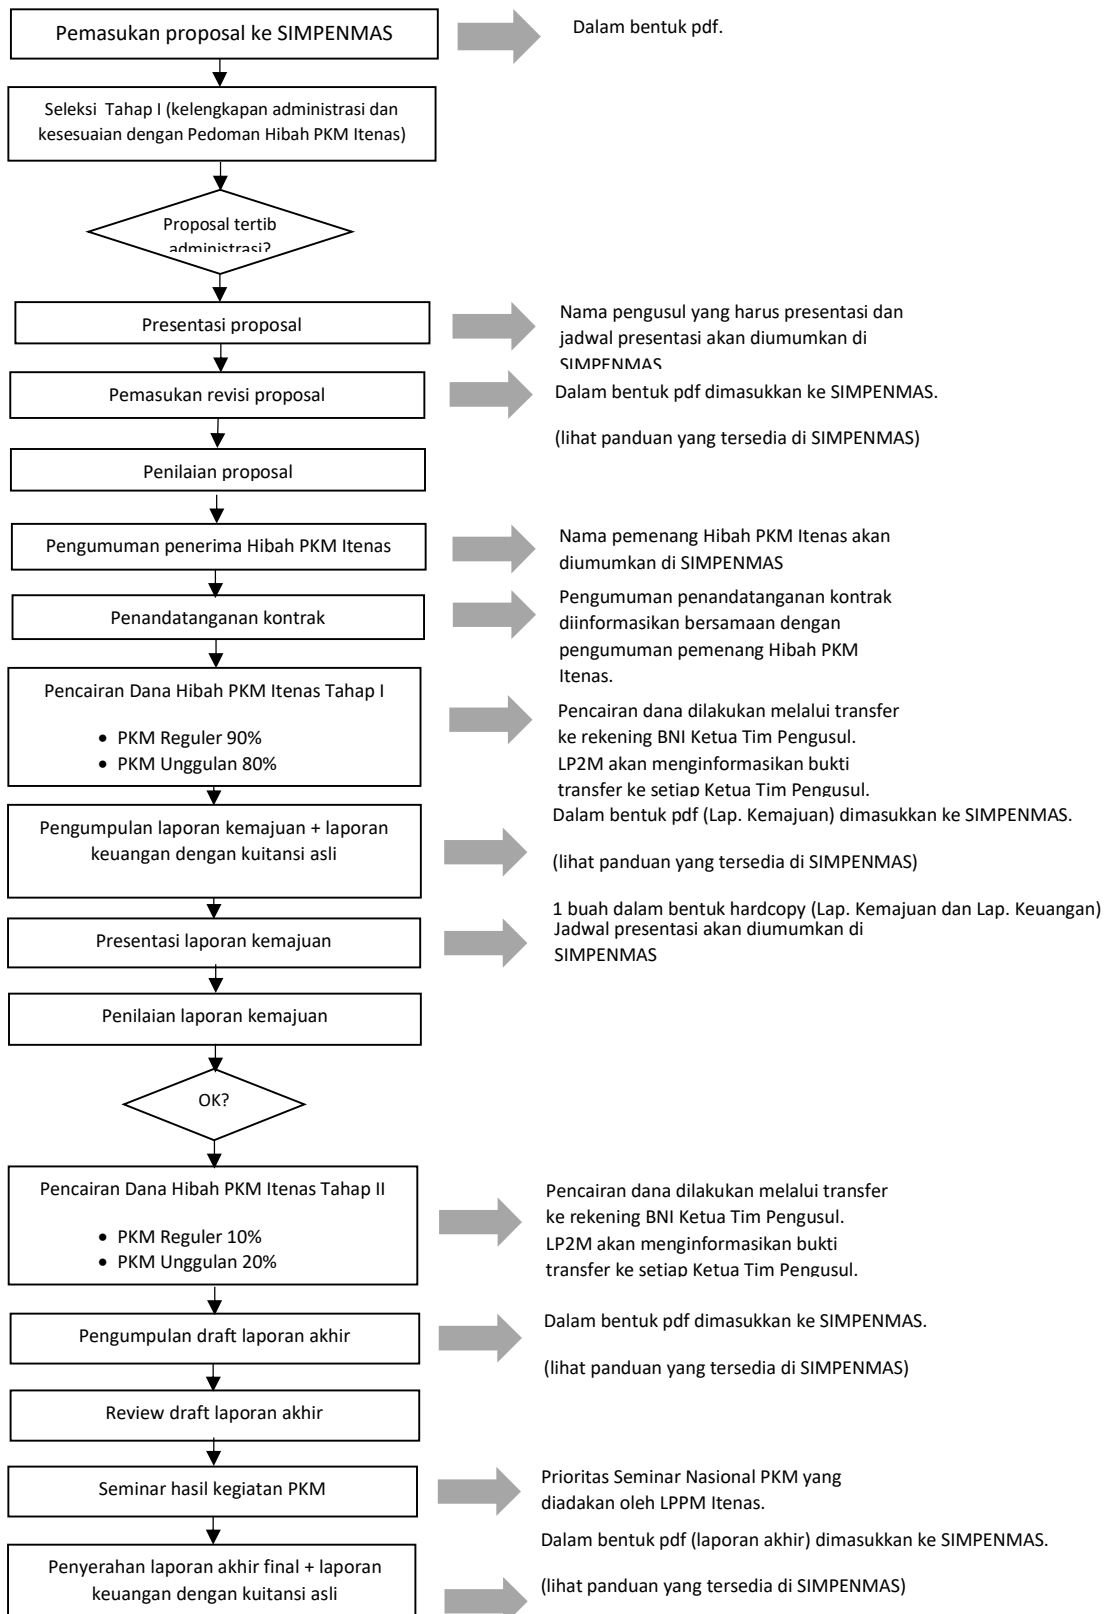 Pemasukan proposal ke SIMPENMAS
Dalam bentuk pdf.
Seleksi Tahap I (kelengkapan administrasi dan
kesesuaian dengan Pedoman Hibah PKM Itenas)
Proposal tertib
administrasi?
Presentasi proposal
Nama pengusul yang harus presentasi dan
jadwal presentasi akan diumumkan di
SIMPENMAS
Pemasukan revisi proposal
Dalam bentuk pdf dimasukkan ke SIMPENMAS.
(lihat panduan yang tersedia di SIMPENMAS)
Penilaian proposal
Pengumuman penerima Hibah PKM Itenas
Nama pemenang Hibah PKM Itenas akan
diumumkan di SIMPENMAS
Penandatanganan kontrak
Pengumuman penandatanganan kontrak
diinformasikan bersamaan dengan
pengumuman pemenang Hibah PKM
Itenas.
Pencairan Dana Hibah PKM Itenas Tahap I
• PKM Reguler 90%
• PKM Unggulan 80%
Pencairan dana dilakukan melalui transfer
ke rekening BNI Ketua Tim Pengusul.
LP2M akan menginformasikan bukti
transfer ke setiap Ketua Tim Pengusul.
Pengumpulan laporan kemajuan + laporan
keuangan dengan kuitansi asli
Dalam bentuk pdf (Lap. Kemajuan) dimasukkan ke SIMPENMAS.
(lihat panduan yang tersedia di SIMPENMAS)
1 buah dalam bentuk hardcopy (Lap. Kemajuan dan Lap. Keuangan)
Presentasi laporan kemajuan
Jadwal presentasi akan diumumkan di
SIMPENMAS
Penilaian laporan kemajuan
OK?
Pencairan Dana Hibah PKM Itenas Tahap II
• PKM Reguler 10%
• PKM Unggulan 20%
Pencairan dana dilakukan melalui transfer
ke rekening BNI Ketua Tim Pengusul.
LP2M akan menginformasikan bukti
transfer ke setiap Ketua Tim Pengusul.
Pengumpulan draft laporan akhir
Dalam bentuk pdf dimasukkan ke SIMPENMAS.
(lihat panduan yang tersedia di SIMPENMAS)
Review draft laporan akhir
Seminar hasil kegiatan PKM
Prioritas Seminar Nasional PKM yang
diadakan oleh LPPM Itenas.
Penyerahan laporan akhir final + laporan
keuangan dengan kuitansi asli
Dalam bentuk pdf (laporan akhir) dimasukkan ke SIMPENMAS.
(lihat panduan yang tersedia di SIMPENMAS)